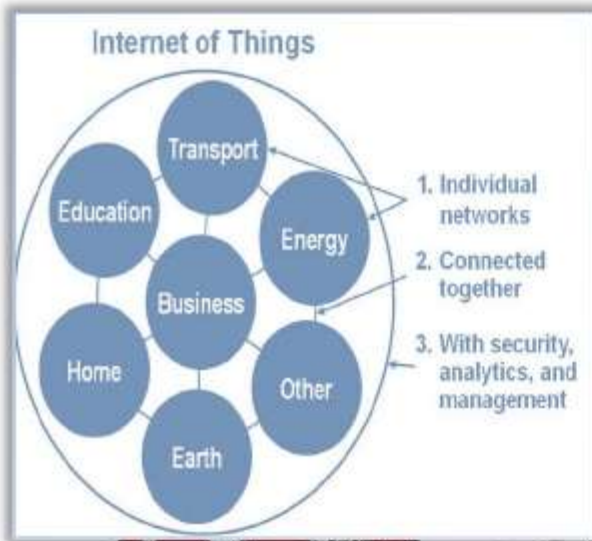 Internet of Things
Transport
Education
Energy
Business
Home
Other
Earth
1. Individual
networks
2. Connected
together
3. With security,
analytics, and
management